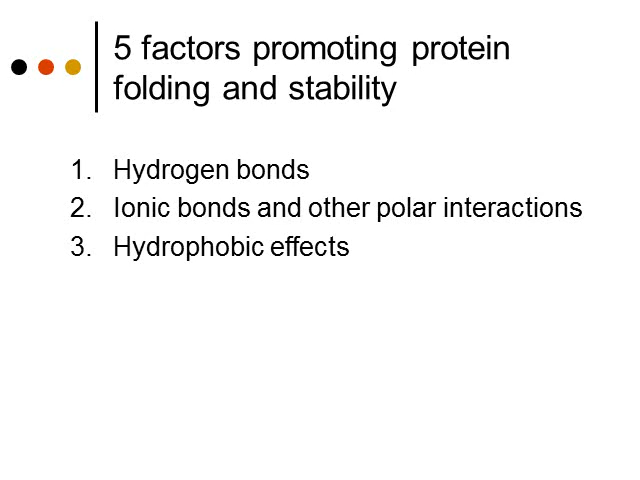 5 factors promoting protein
folding and stability
1. Hydrogen bonds
2. Ionic bonds and other polar interactions
3. Hydrophobic effects